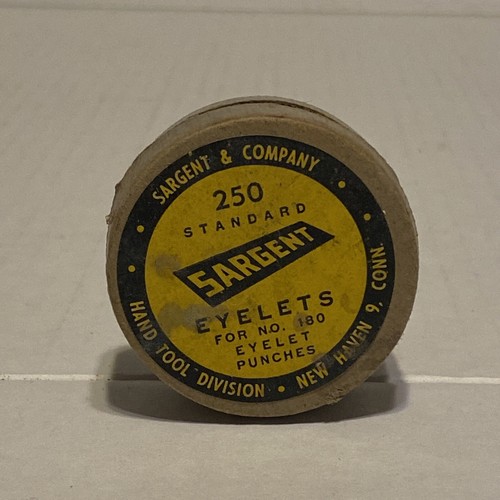 SARGENT & COMPANY
250
STANDARD
SARGENT
EYELETS
FOR NO. 180
EYELET
PUNCHES
HAND TOOL DIVISION • NEW HAVEN 9, CONN.